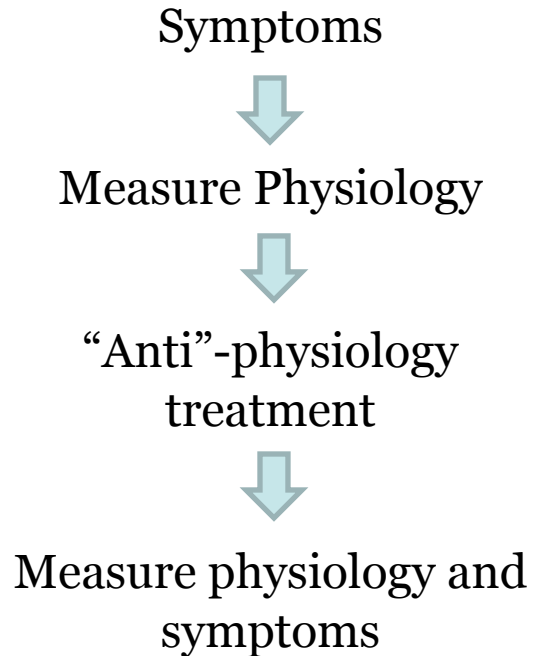 Symptoms
Measure Physiology
“Anti”-physiology
treatment
Measure physiology and
symptoms